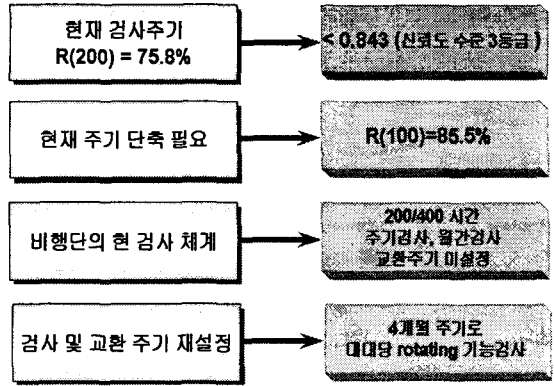 현재 검사주기
R(200) = 75.8%
< 0.843 (신뢰도 수준 3등급)
현재 주기 단축 필요
R(100)=85.5%
비행단의 현 검사 체계
200/400 시간
주기검사, 월간검사
교환주기 미설정
검사 및 교환 주기 재설정
4개월 주기로
대대당 rotating 기능검사